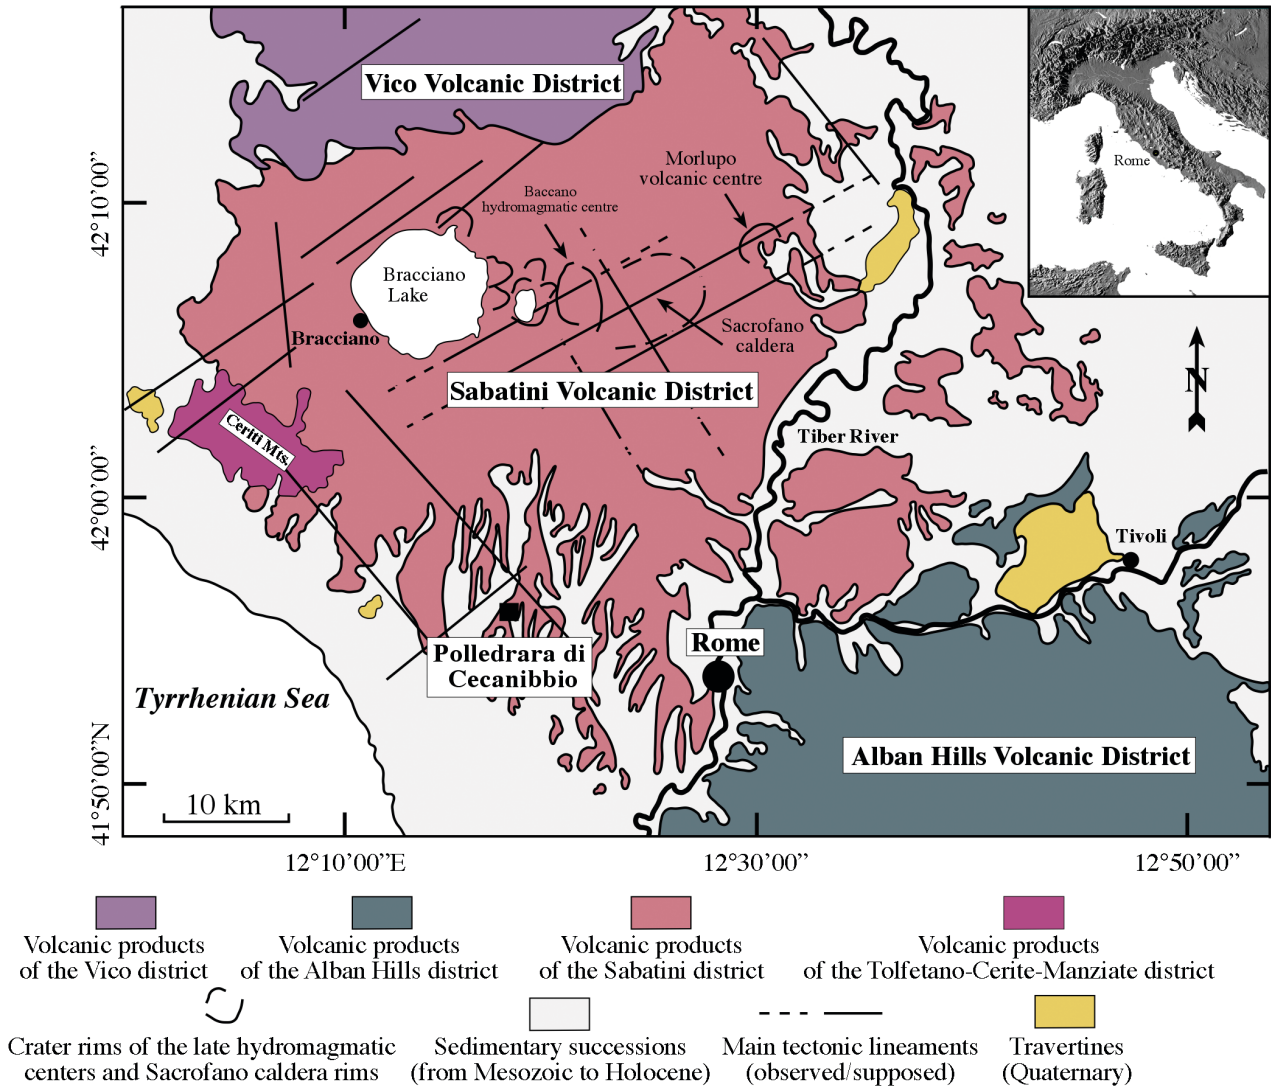 Vico Volcanic District
Rome
Morlupo
volcanic centre
Baccano
hydromagmatic centre
42°10’00”
Bracciano
Lake
Bracciano
Sacrofano
caldera
N
Sabatini Volcanic District
Ceriti Mts.
Tiber River
42°00’00”
Tivoli
Rome
Polledrara di
Cecanibbio
Tyrrhenian Sea
Alban Hills Volcanic District
41°50’00”N
10 km
12°10’00”E
12°30’00”
12°50’00”
Volcanic products
of the Vico district
Volcanic products
of the Alban Hills district
Volcanic products
of the Sabatini district
Volcanic products
of the Tolfetano-Cerite-Manziate district
Crater rims of the late hydromagmatic
centers and Sacrofano caldera rims
Sedimentary successions
(from Mesozoic to Holocene)
Main tectonic lineaments
(observed/supposed)
Travertines
(Quaternary)